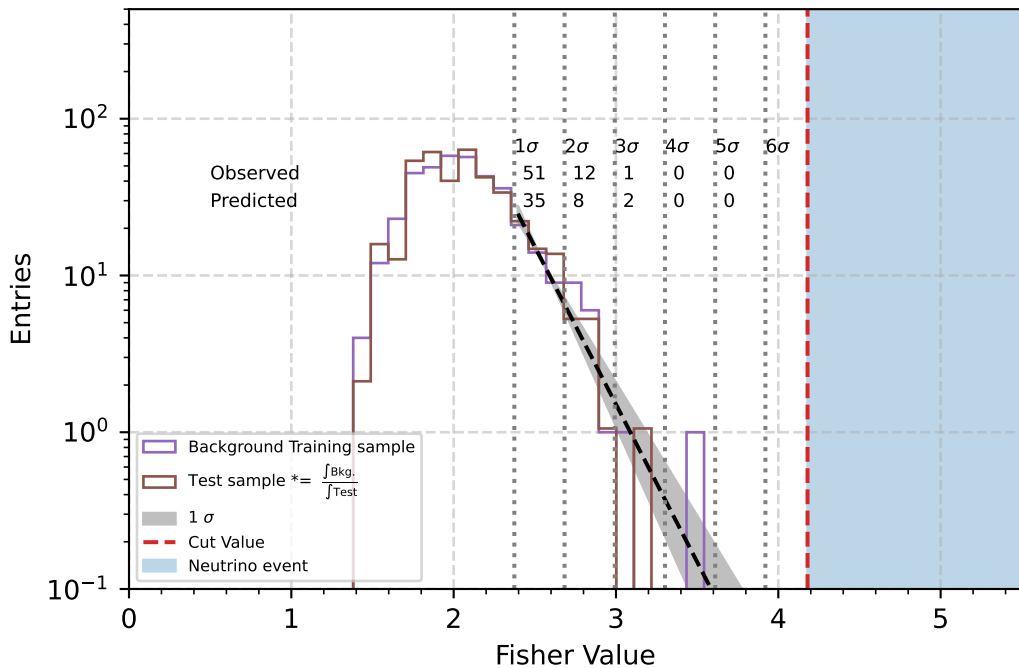 Entries
10²
10¹
10⁰
10⁻¹
1σ 2σ 3σ 4σ 5σ 6σ
Observed 51 12 1 0 0
Predicted 35 8 2 0 0
Background Training sample
Test sample *= ∫Bkg. / ∫Test
1 σ
Cut Value
Neutrino event
0 1 2 3 4 5
Fisher Value